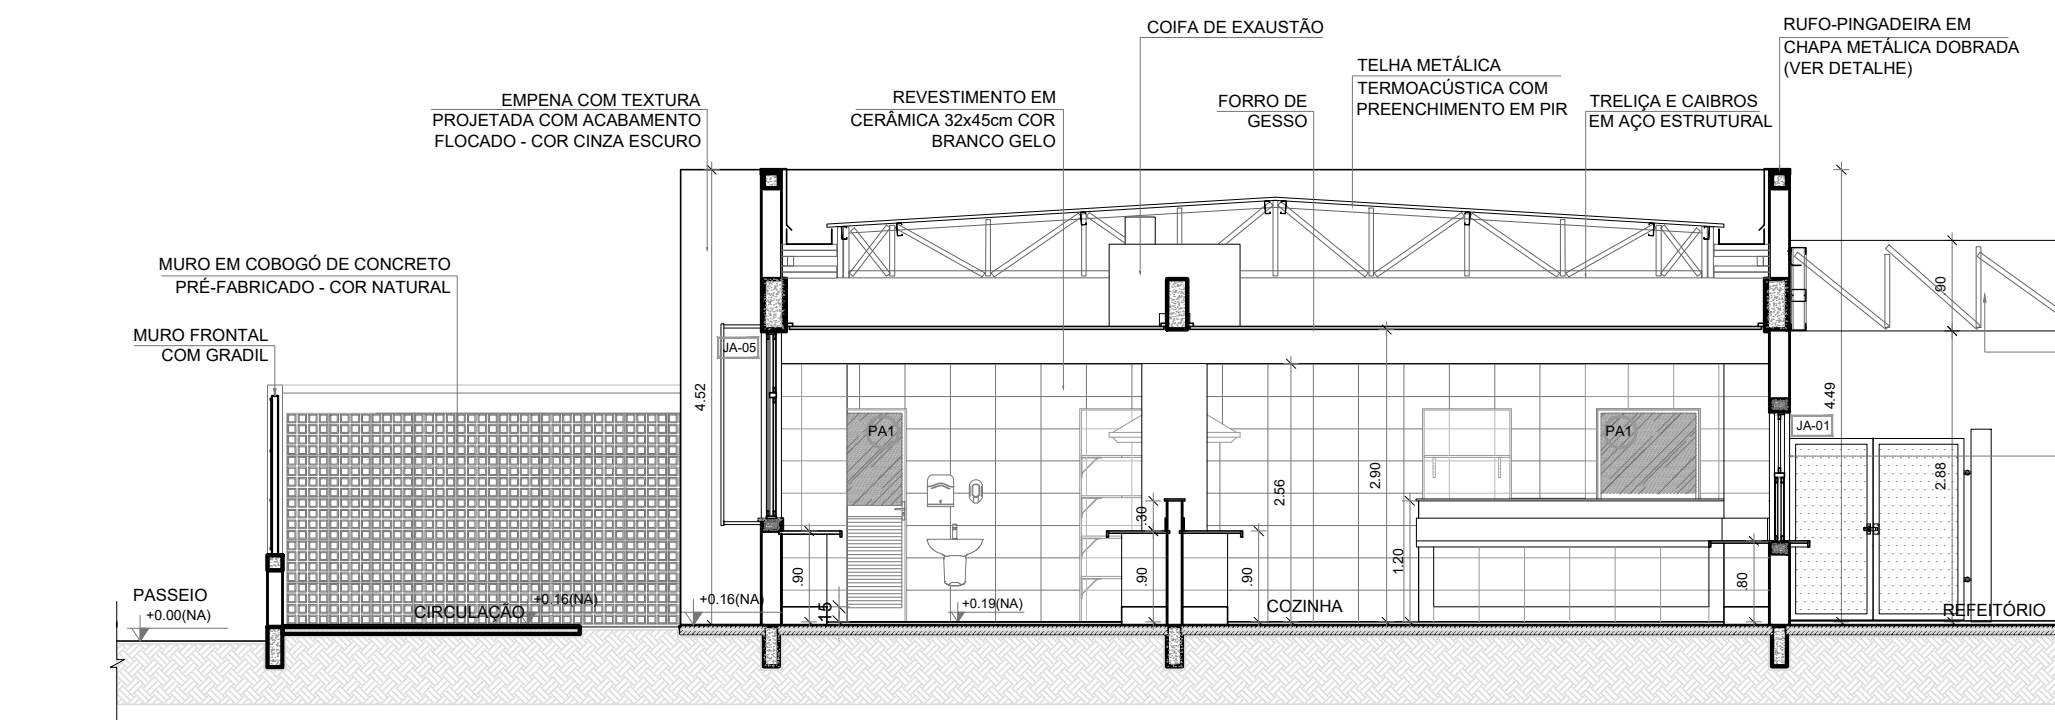 COIFA DE EXAUSTÃO
RUFO-PINGADEIRA EM
CHAPA METÁLICA DOBRADA
(VER DETALHE)
TELHA METÁLICA
TERMOACÚSTICA COM
PREENCHIMENTO EM PIR
EMPENA COM TEXTURA
PROJETADA COM ACABAMENTO
FLOCADO - COR CINZA ESCURO
REVESTIMENTO EM
CERÂMICA 32x45cm COR
BRANCO GELO
FORRO DE
GESSO
TRELIÇA E CAIBROS
EM AÇO ESTRUTURAL
MURO EM COBOGÓ DE CONCRETO
PRÉ-FABRICADO - COR NATURAL
MURO FRONTAL
COM GRADIL
JA-05
4.52
.90
4.49
JA-01
PA1
PA1
2.56
2.90
2.88
.30
1.20
.90
.90
.90
.80
15
PASSEIO
+0.00(NA)
CIRCULAÇÃO
+0.16(NA)
+0.16(NA)
+0.19(NA)
COZINHA
REFEITÓRIO